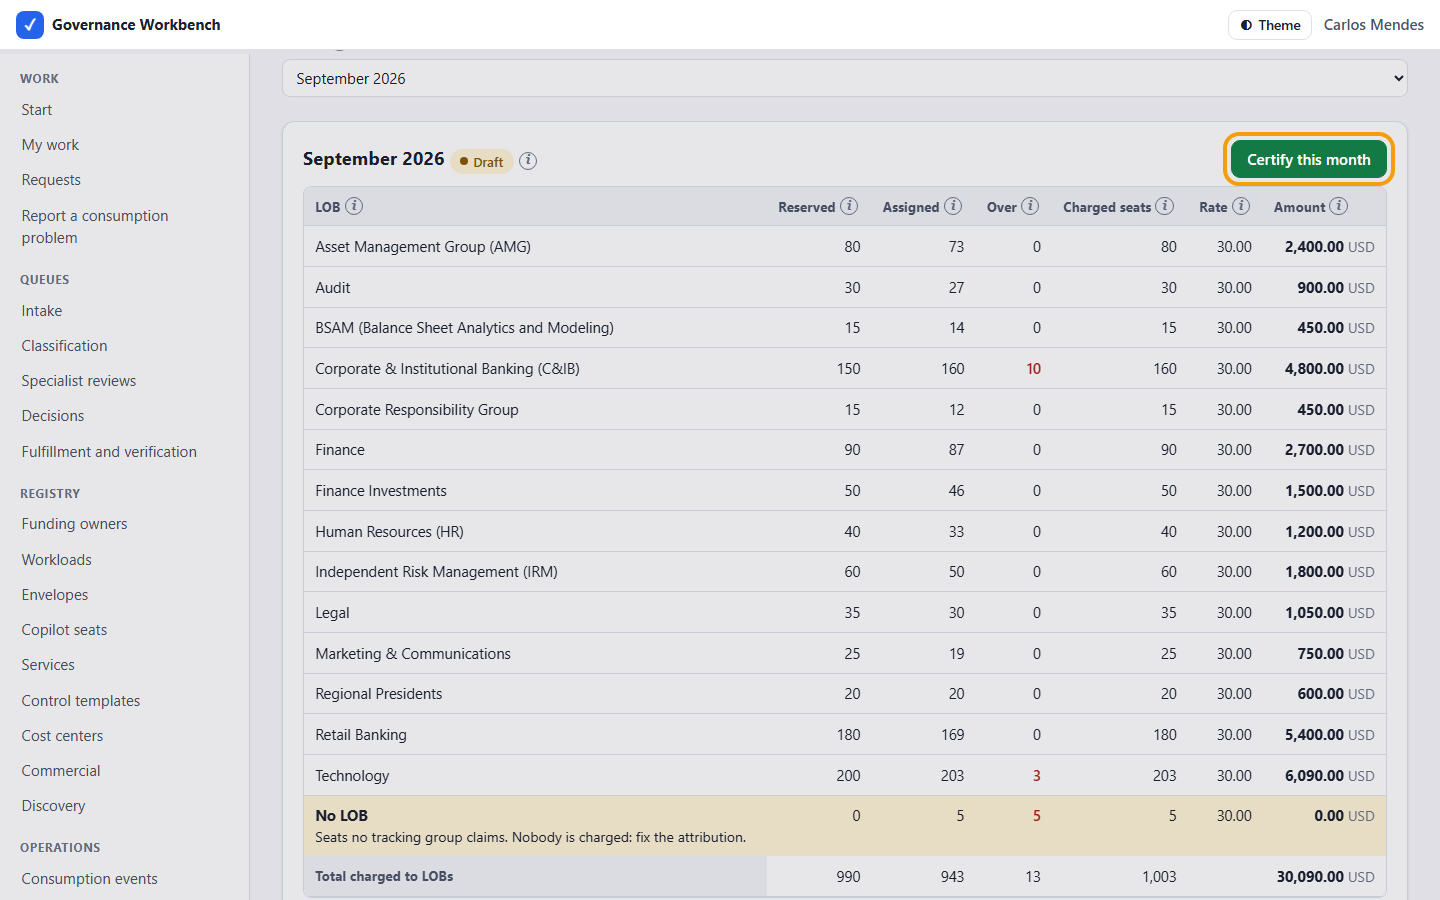 Governance Workbench
Theme
Carlos Mendes
WORK
Start
My work
Requests
Report a consumption
problem
QUEUES
Intake
Classification
Specialist reviews
Decisions
Fulfillment and verification
REGISTRY
Funding owners
Workloads
Envelopes
Copilot seats
Services
Control templates
Cost centers
Commercial
Discovery
OPERATIONS
Consumption events
September 2026
September 2026 Draft
Certify this month
LOB Reserved Assigned Over Charged seats Rate Amount
Asset Management Group (AMG) 80 73 0 80 30.00 2,400.00 USD
Audit 30 27 0 30 30.00 900.00 USD
BSAM (Balance Sheet Analytics and Modeling) 15 14 0 15 30.00 450.00 USD
Corporate & Institutional Banking (C&IB) 150 160 10 160 30.00 4,800.00 USD
Corporate Responsibility Group 15 12 0 15 30.00 450.00 USD
Finance 90 87 0 90 30.00 2,700.00 USD
Finance Investments 50 46 0 50 30.00 1,500.00 USD
Human Resources (HR) 40 33 0 40 30.00 1,200.00 USD
Independent Risk Management (IRM) 60 50 0 60 30.00 1,800.00 USD
Legal 35 30 0 35 30.00 1,050.00 USD
Marketing & Communications 25 19 0 25 30.00 750.00 USD
Regional Presidents 20 20 0 20 30.00 600.00 USD
Retail Banking 180 169 0 180 30.00 5,400.00 USD
Technology 200 203 3 203 30.00 6,090.00 USD
No LOB 0 5 5 5 30.00 0.00 USD
Seats no tracking group claims. Nobody is charged: fix the attribution.
Total charged to LOBs 990 943 13 1,003 30,090.00 USD